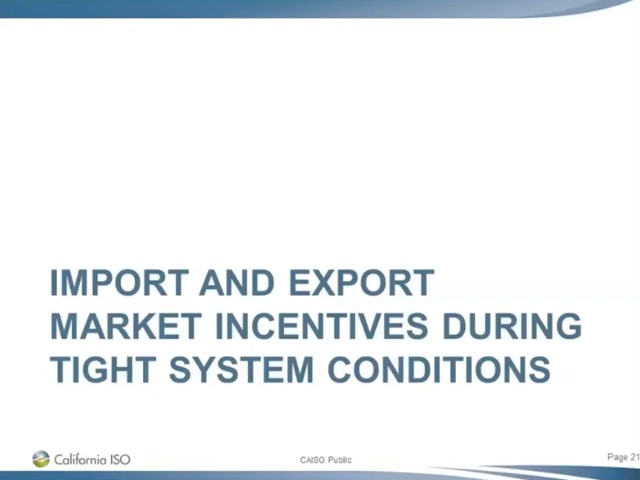 IMPORT AND EXPORT
MARKET INCENTIVES DURING
TIGHT SYSTEM CONDITIONS
California ISO
CAISO Public
Page 21